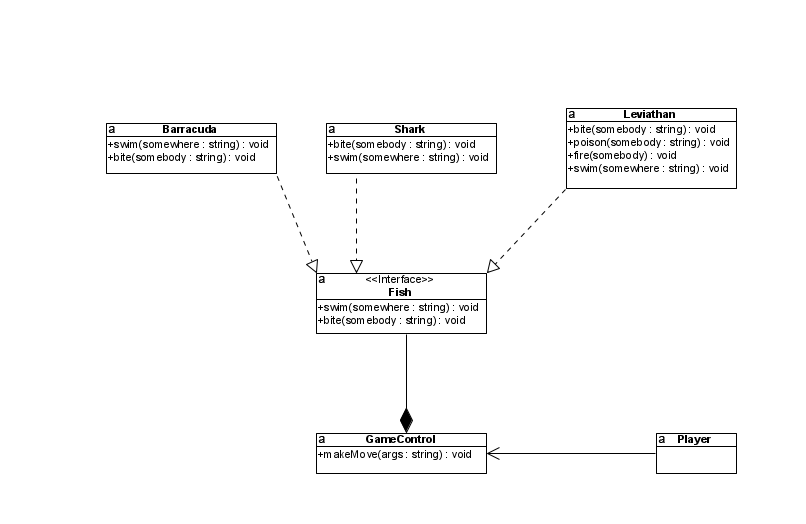 a Barracuda
+swim(somewhere : string) : void
+bite(somebody : string) : void
a Shark
+bite(somebody : string) : void
+swim(somewhere : string) : void
a Leviathan
+bite(somebody : string) : void
+poison(somebody : string) : void
+fire(somebody) : void
+swim(somewhere : string) : void
a <<Interface>>
Fish
+swim(somewhere : string) : void
+bite(somebody : string) : void
a GameControl
+makeMove(args : string) : void
a Player